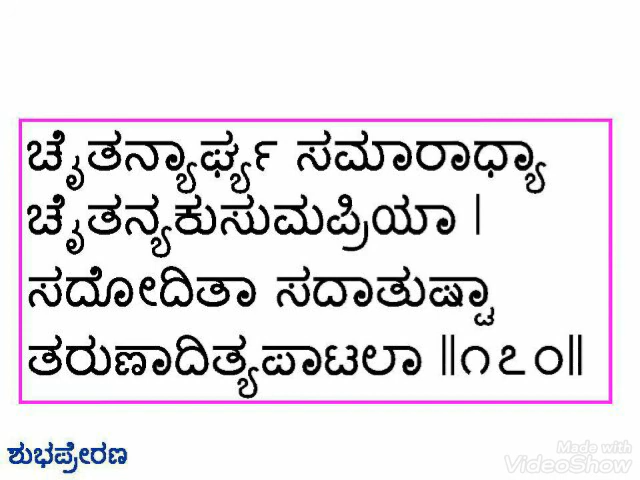 ಚೈತನ್ಯಾರ್ಘ್ಯ ಸಮಾರಾಧ್ಯಾ
ಚೈತನ್ಯಕುಸುಮಪ್ರಿಯಾ |
ಸದೋದಿತಾ ಸದಾತುಷ್ಟಾ
ತರುಣಾದಿತ್ಯಪಾಟಲಾ ||೧೭೦||
ಶುಭಪ್ರೇರಣ
Made with
VideoShow